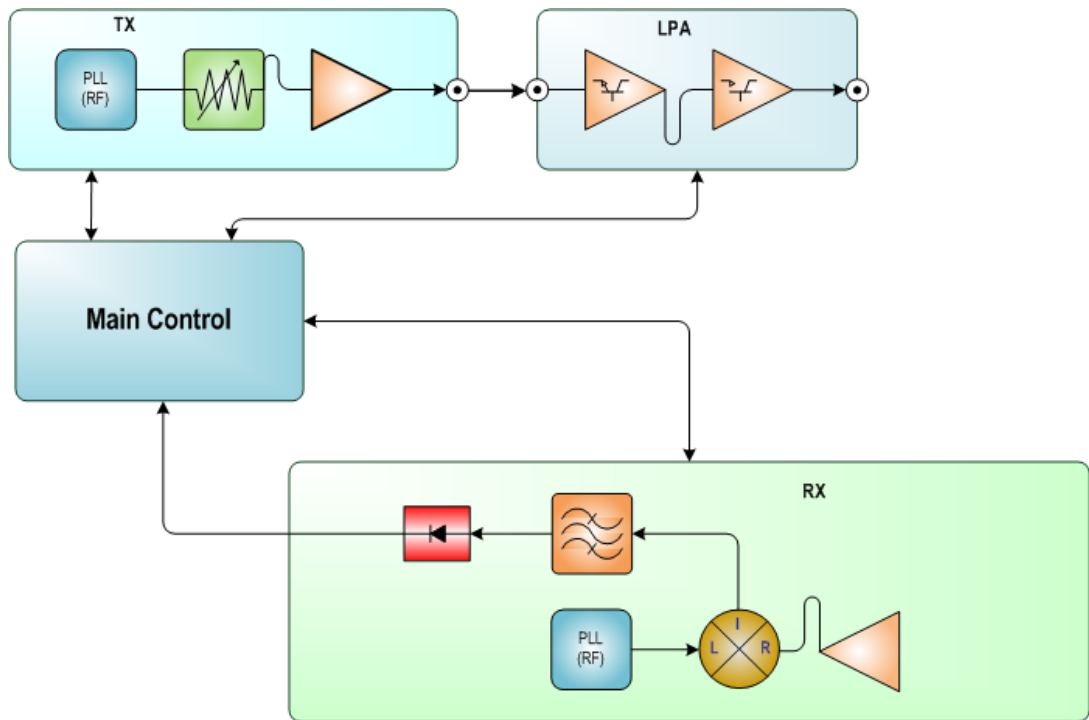 TX
LPA
PLL
(RF)
Main Control
RX
PLL
(RF)
I
L
R